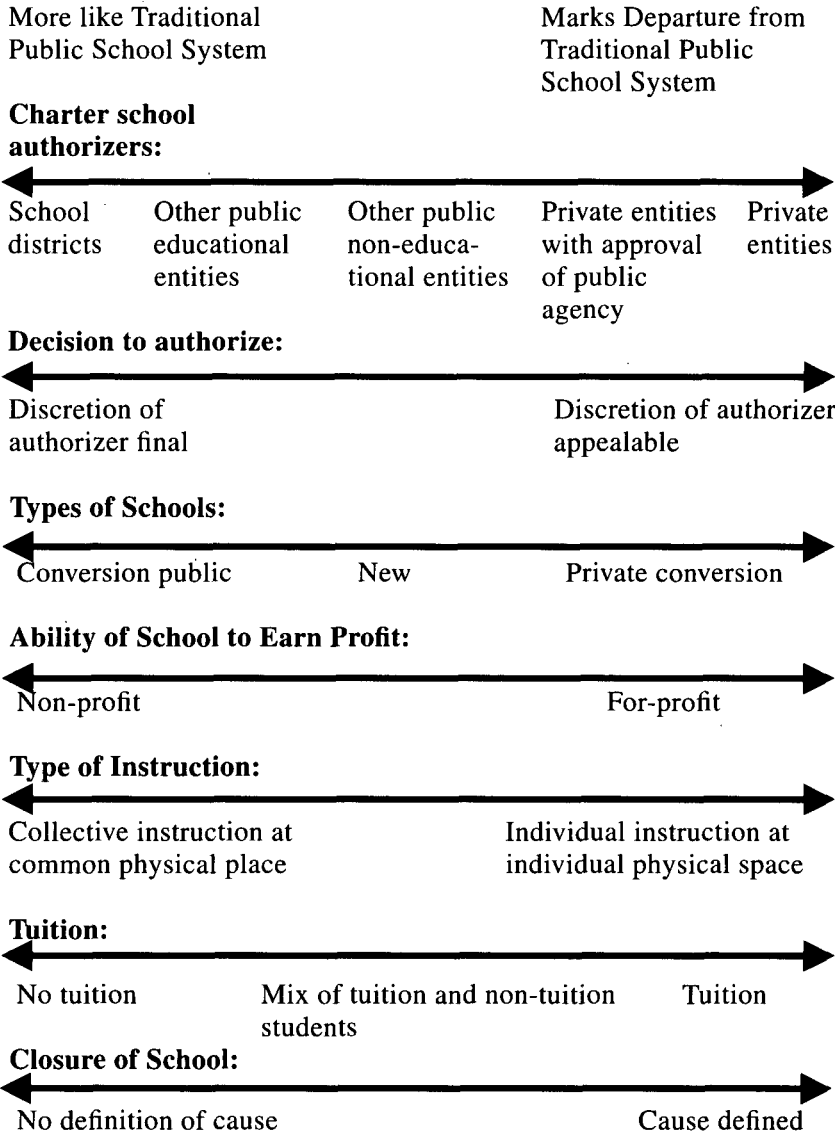 More like Traditional
Public School System
Marks Departure from
Traditional Public
School System
Charter school
authorizers:
School
districts
Other public
educational
entities
Other public
non-educa-
tional entities
Private entities
with approval
of public
agency
Private
entities
Decision to authorize:
Discretion of
authorizer final
Discretion of authorizer
appealable
Types of Schools:
Conversion public
New
Private conversion
Ability of School to Earn Profit:
Non-profit
For-profit
Type of Instruction:
Collective instruction at
common physical place
Individual instruction at
individual physical space
Tuition:
No tuition
Mix of tuition and non-tuition
students
Tuition
Closure of School:
No definition of cause
Cause defined